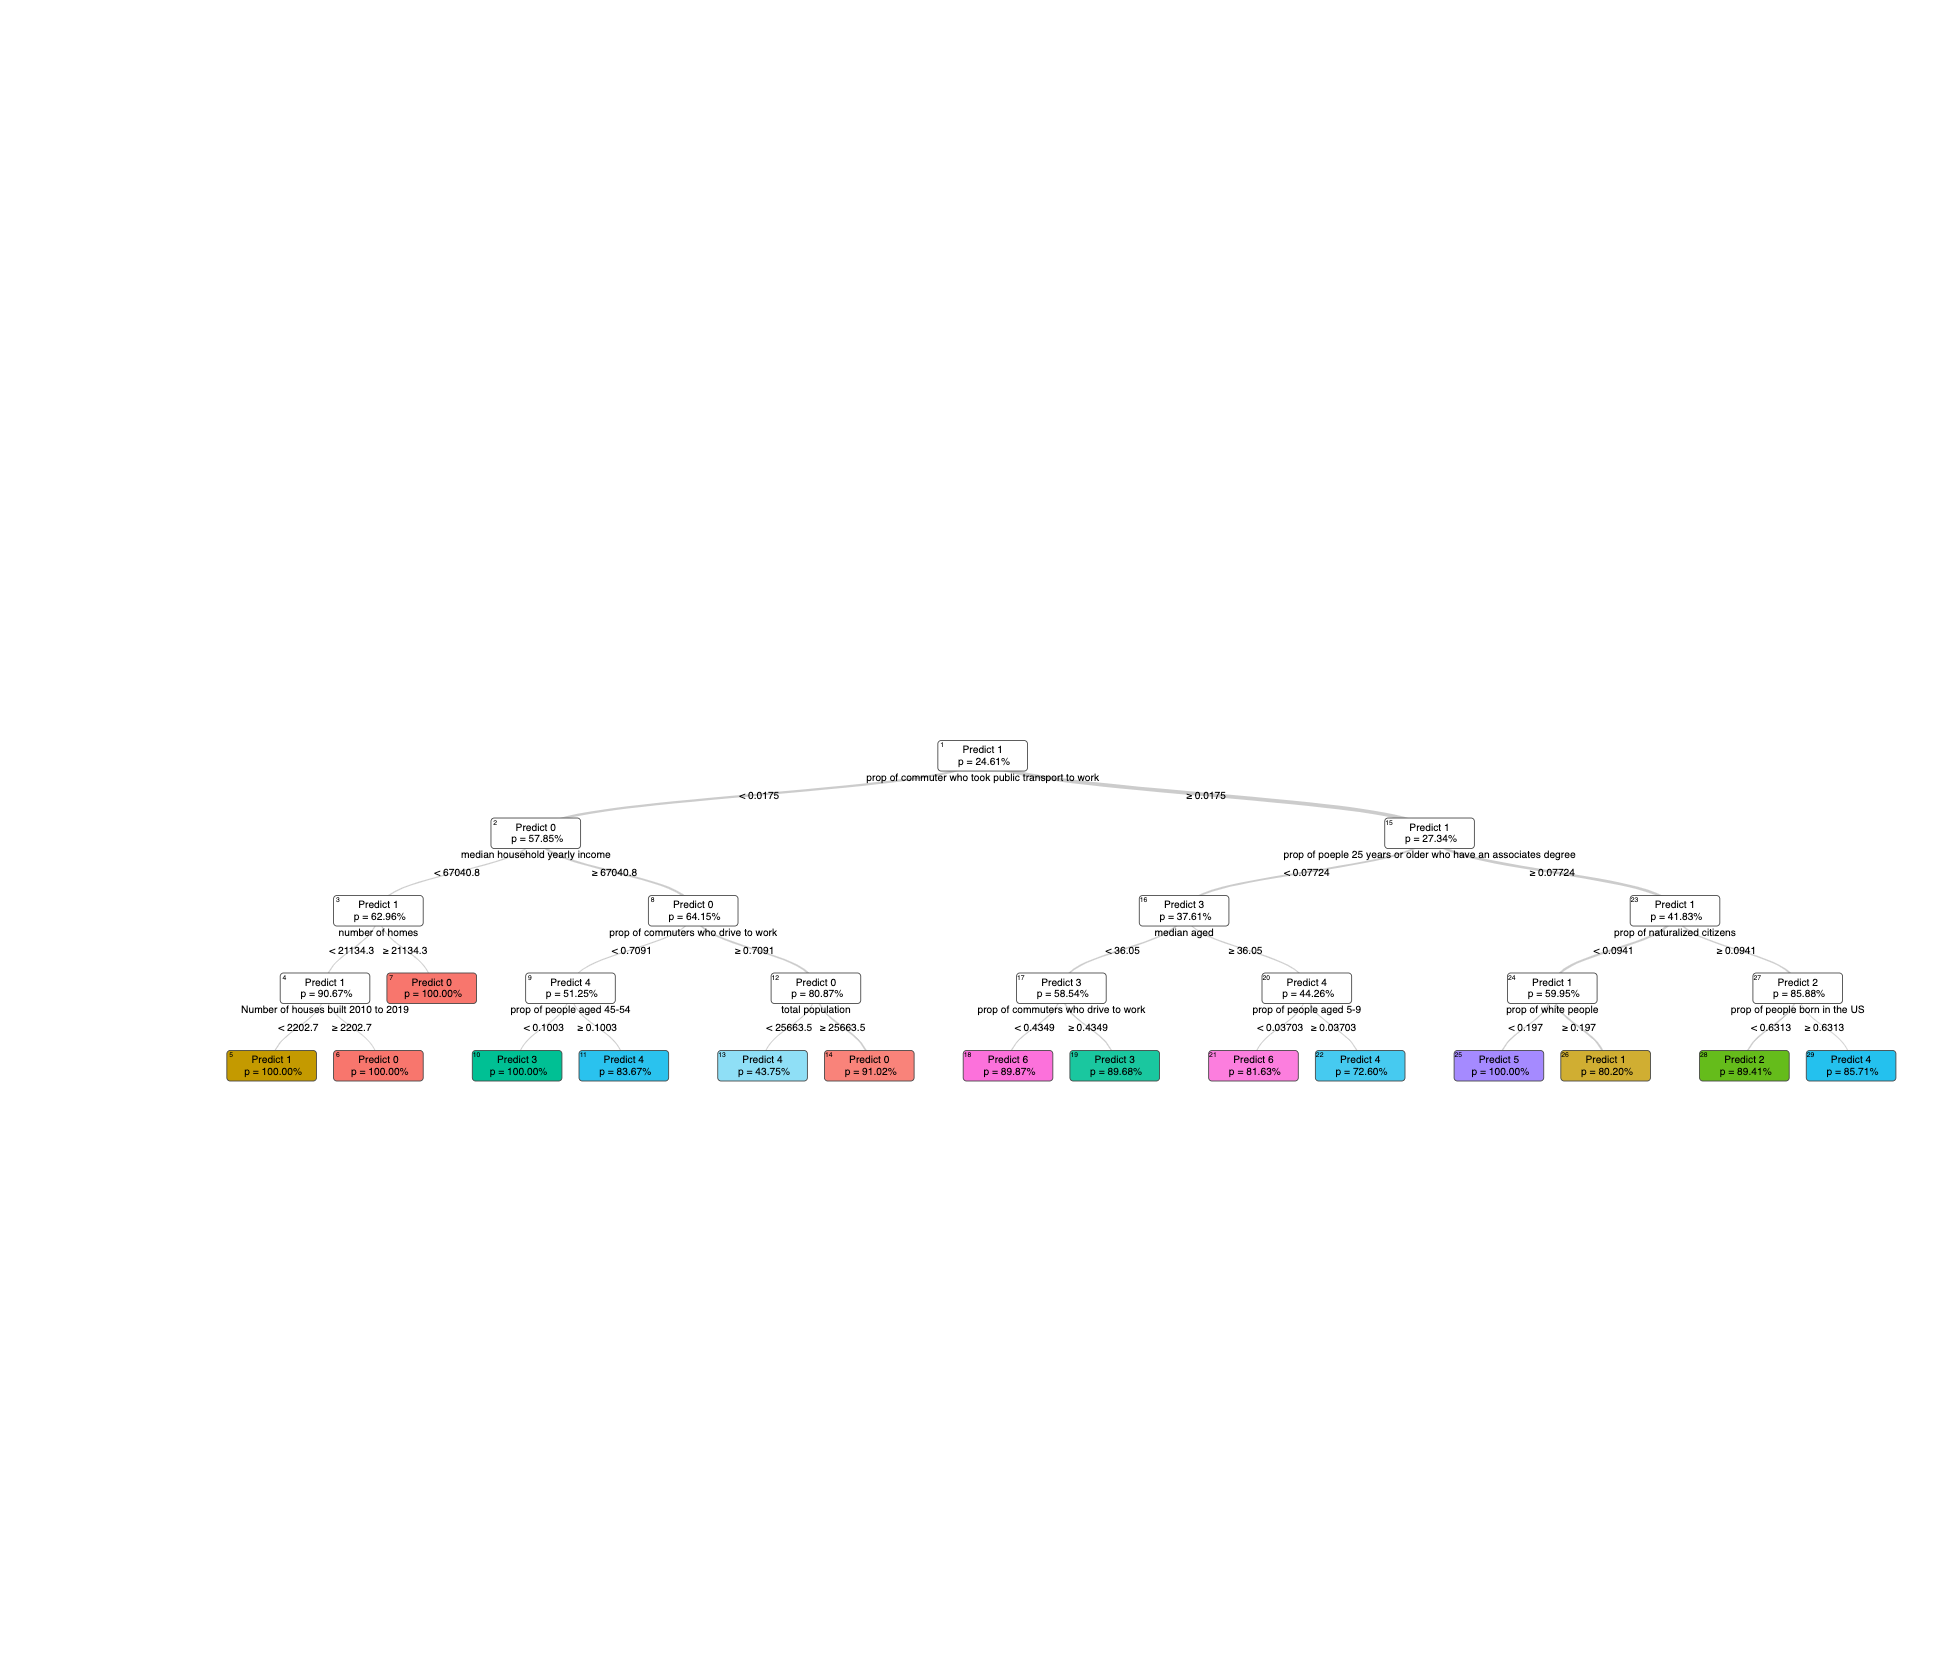 1
Predict 1
p = 24.61%
prop of commuter who took public transport to work
< 0.0175
≥ 0.0175
2
Predict 0
p = 57.85%
median household yearly income
15
Predict 1
p = 27.34%
prop of poeple 25 years or older who have an associates degree
< 67040.8
≥ 67040.8
< 0.07724
≥ 0.07724
3
Predict 1
p = 62.96%
number of homes
8
Predict 0
p = 64.15%
prop of commuters who drive to work
16
Predict 3
p = 37.61%
median aged
23
Predict 1
p = 41.83%
prop of naturalized citizens
< 21134.3
≥ 21134.3
< 0.7091
≥ 0.7091
< 36.05
≥ 36.05
< 0.0941
≥ 0.0941
4
Predict 1
p = 90.67%
Number of houses built 2010 to 2019
7
Predict 0
p = 100.00%
9
Predict 4
p = 51.25%
prop of people aged 45-54
12
Predict 0
p = 80.87%
total population
17
Predict 3
p = 58.54%
prop of commuters who drive to work
20
Predict 4
p = 44.26%
prop of people aged 5-9
24
Predict 1
p = 59.95%
prop of white people
27
Predict 2
p = 85.88%
prop of people born in the US
< 2202.7
≥ 2202.7
< 0.1003
≥ 0.1003
< 25663.5
≥ 25663.5
< 0.4349
≥ 0.4349
< 0.03703
≥ 0.03703
< 0.197
≥ 0.197
< 0.6313
≥ 0.6313
5
Predict 1
p = 100.00%
6
Predict 0
p = 100.00%
10
Predict 3
p = 100.00%
11
Predict 4
p = 83.67%
13
Predict 4
p = 43.75%
14
Predict 0
p = 91.02%
18
Predict 6
p = 89.87%
19
Predict 3
p = 89.68%
21
Predict 6
p = 81.63%
22
Predict 4
p = 72.60%
25
Predict 5
p = 100.00%
26
Predict 1
p = 80.20%
28
Predict 2
p = 89.41%
29
Predict 4
p = 85.71%